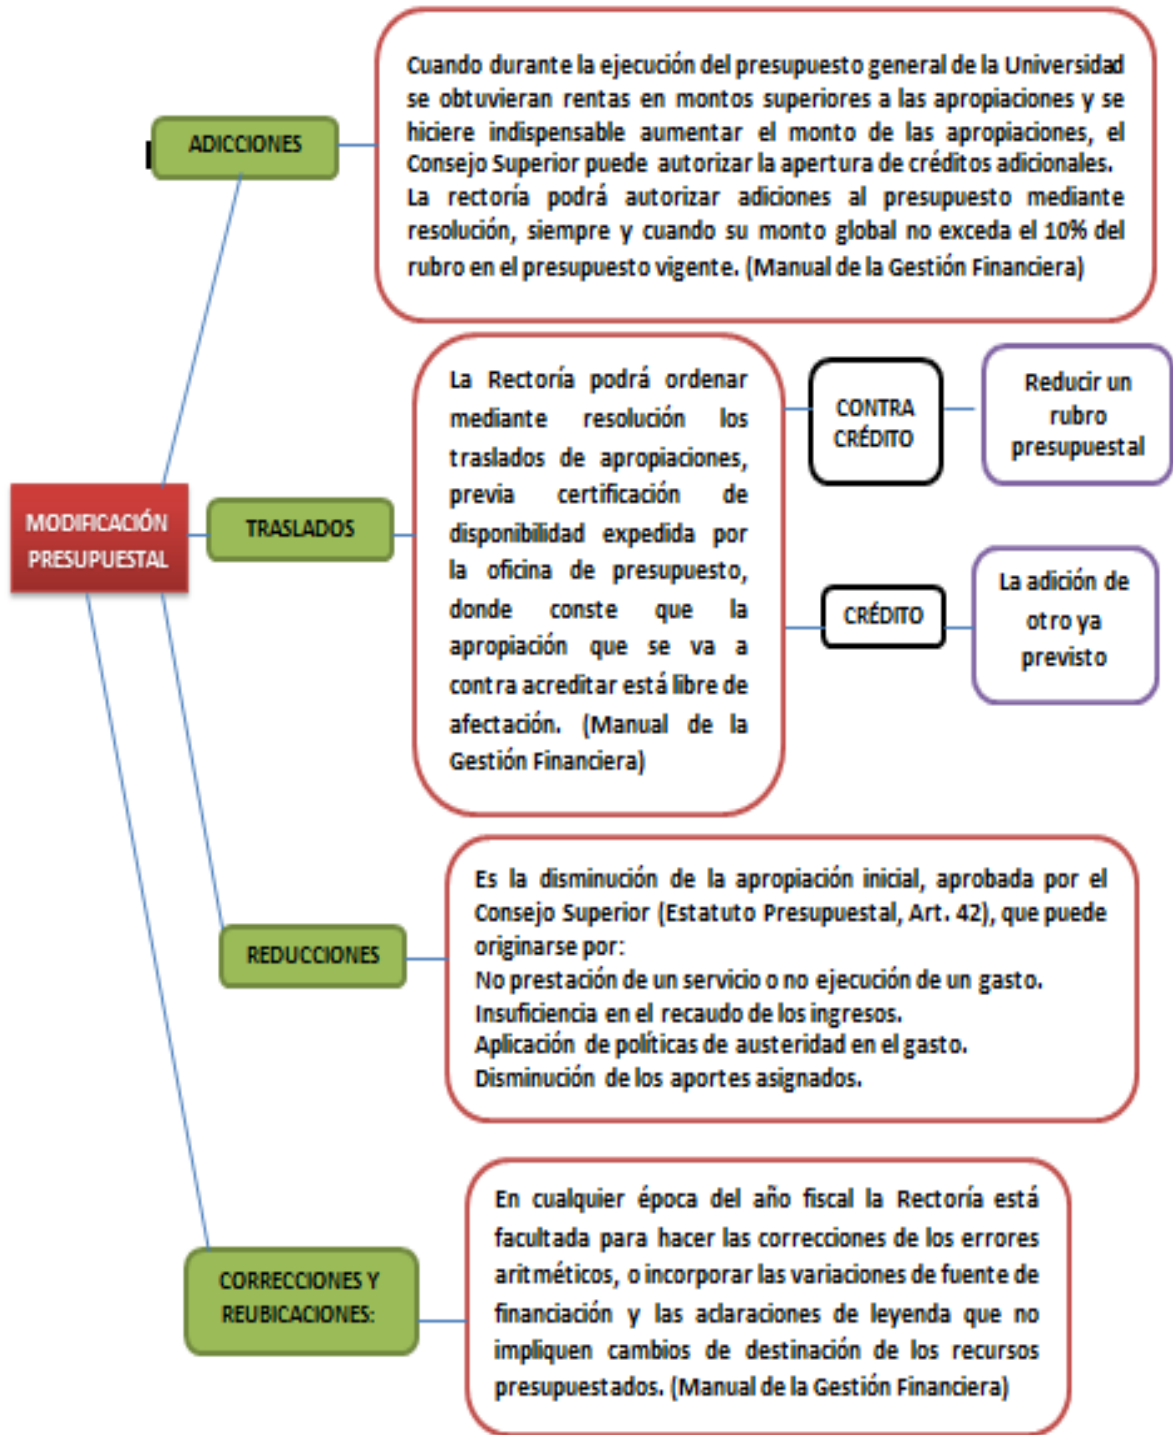 Cuando durante la ejecución del presupuesto general de la Universidad
se obtuvieran rentas en montos superiores a las apropiaciones y se
hiciere indispensable aumentar el monto de las apropiaciones, el
Consejo Superior puede autorizar la apertura de créditos adicionales.
La rectoría podrá autorizar adiciones al presupuesto mediante
resolución, siempre y cuando su monto global no exceda el 10% del
rubro en el presupuesto vigente. (Manual de la Gestión Financiera)
ADICCIONES
MODIFICACIÓN
PRESUPUESTAL
TRASLADOS
La Rectoría podrá ordenar
mediante resolución los
traslados de apropiaciones,
previa certificación de
disponibilidad expedida por
la oficina de presupuesto,
donde conste que la
apropiación que se va a
contra acreditar está libre de
afectación. (Manual de la
Gestión Financiera)
CONTRA
CRÉDITO
Reducir un
rubro
presupuestal
CRÉDITO
La adición de
otro ya
previsto
REDUCCIONES
Es la disminución de la apropiación inicial, aprobada por el
Consejo Superior (Estatuto Presupuestal, Art. 42), que puede
originarse por:
No prestación de un servicio o no ejecución de un gasto.
Insuficiencia en el recaudo de los ingresos.
Aplicación de políticas de austeridad en el gasto.
Disminución de los aportes asignados.
CORRECCIONES Y
REUBICACIONES:
En cualquier época del año fiscal la Rectoría está
facultada para hacer las correcciones de los errores
aritméticos, o incorporar las variaciones de fuente de
financiación y las aclaraciones de leyenda que no
impliquen cambios de destinación de los recursos
presupuestados. (Manual de la Gestión Financiera)